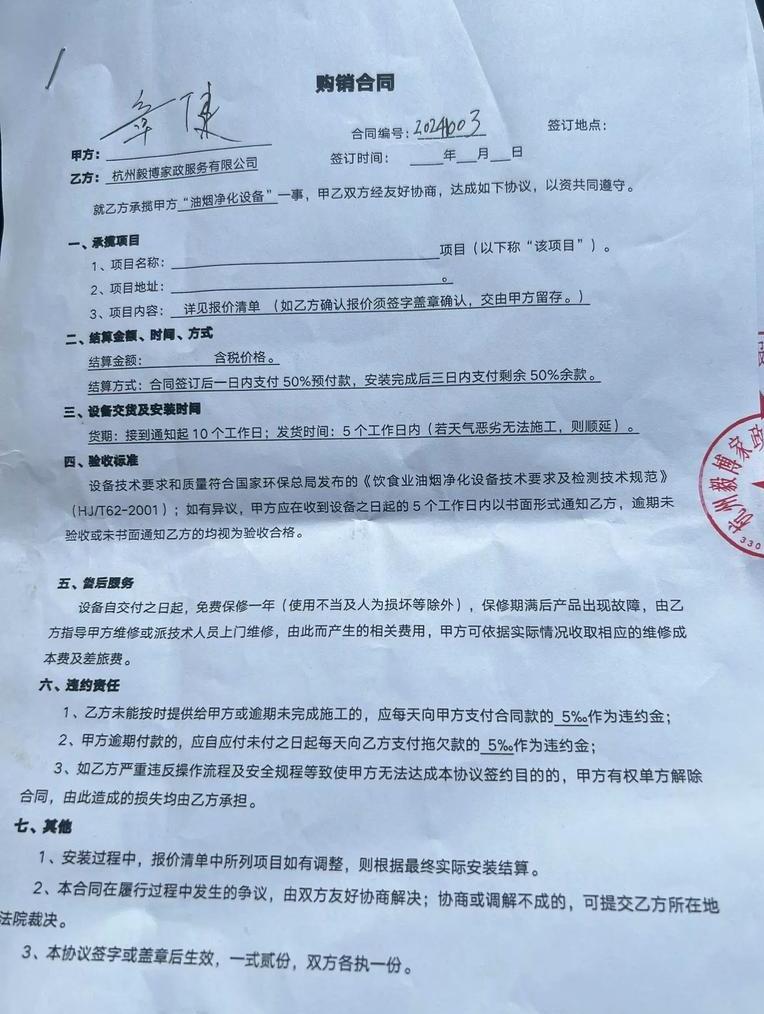 购销合同
合同编号：2024003 签订地点：
甲方：
签订时间：____年__月__日
乙方：杭州毅博家政服务有限公司
就乙方承揽甲方“油烟净化设备”一事，甲乙双方经友好协商，达成如下协议，以资共同遵守。
一、承揽项目
1、项目名称：____项目（以下称“该项目”）。
2、项目地址：____。
3、项目内容：详见报价清单（如乙方确认报价须签字盖章确认，交由甲方留存。）
二、结算金额、时间、方式
结算金额： 含税价格。
结算方式：合同签订后一日内支付50%预付款，安装完成后三日内支付剩余50%余款。
三、设备交货及安装时间
货期：接到通知起10个工作日；发货时间：5个工作日内（若天气恶劣无法施工，则顺延）。
四、验收标准
设备技术要求和质量符合国家环保总局发布的《饮食业油烟净化设备技术要求及检测技术规范》
（HJ/T62-2001）；如有异议，甲方应在收到设备之日起的5个工作日内以书面形式通知乙方，逾期未
验收或未书面通知乙方的均视为验收合格。
杭州毅博家政
330
五、售后服务
设备自交付之日起，免费保修一年（使用不当及人为损坏等除外），保修期满后产品出现故障，由乙
方指导甲方维修或派技术人员上门维修，由此而产生的相关费用，甲方可依据实际情况收取相应的维修成
本费及差旅费。
六、违约责任
1、乙方未能按时提供给甲方或逾期未完成施工的，应每天向甲方支付合同款的 5‰作为违约金；
2、甲方逾期付款的，应自应付未付之日起每天向乙方支付拖欠款的 5‰作为违约金；
3、如乙方严重违反操作流程及安全规程等致使甲方无法达成本协议签约目的的，甲方有权单方解除
合同，由此造成的损失均由乙方承担。
七、其他
1、安装过程中，报价清单中所列项目如有调整，则根据最终实际安装结算。
2、本合同在履行过程中发生的争议，由双方友好协商解决；协商或调解不成的，可提交乙方所在地
法院裁决。
3、本协议签字或盖章后生效，一式贰份，双方各执一份。